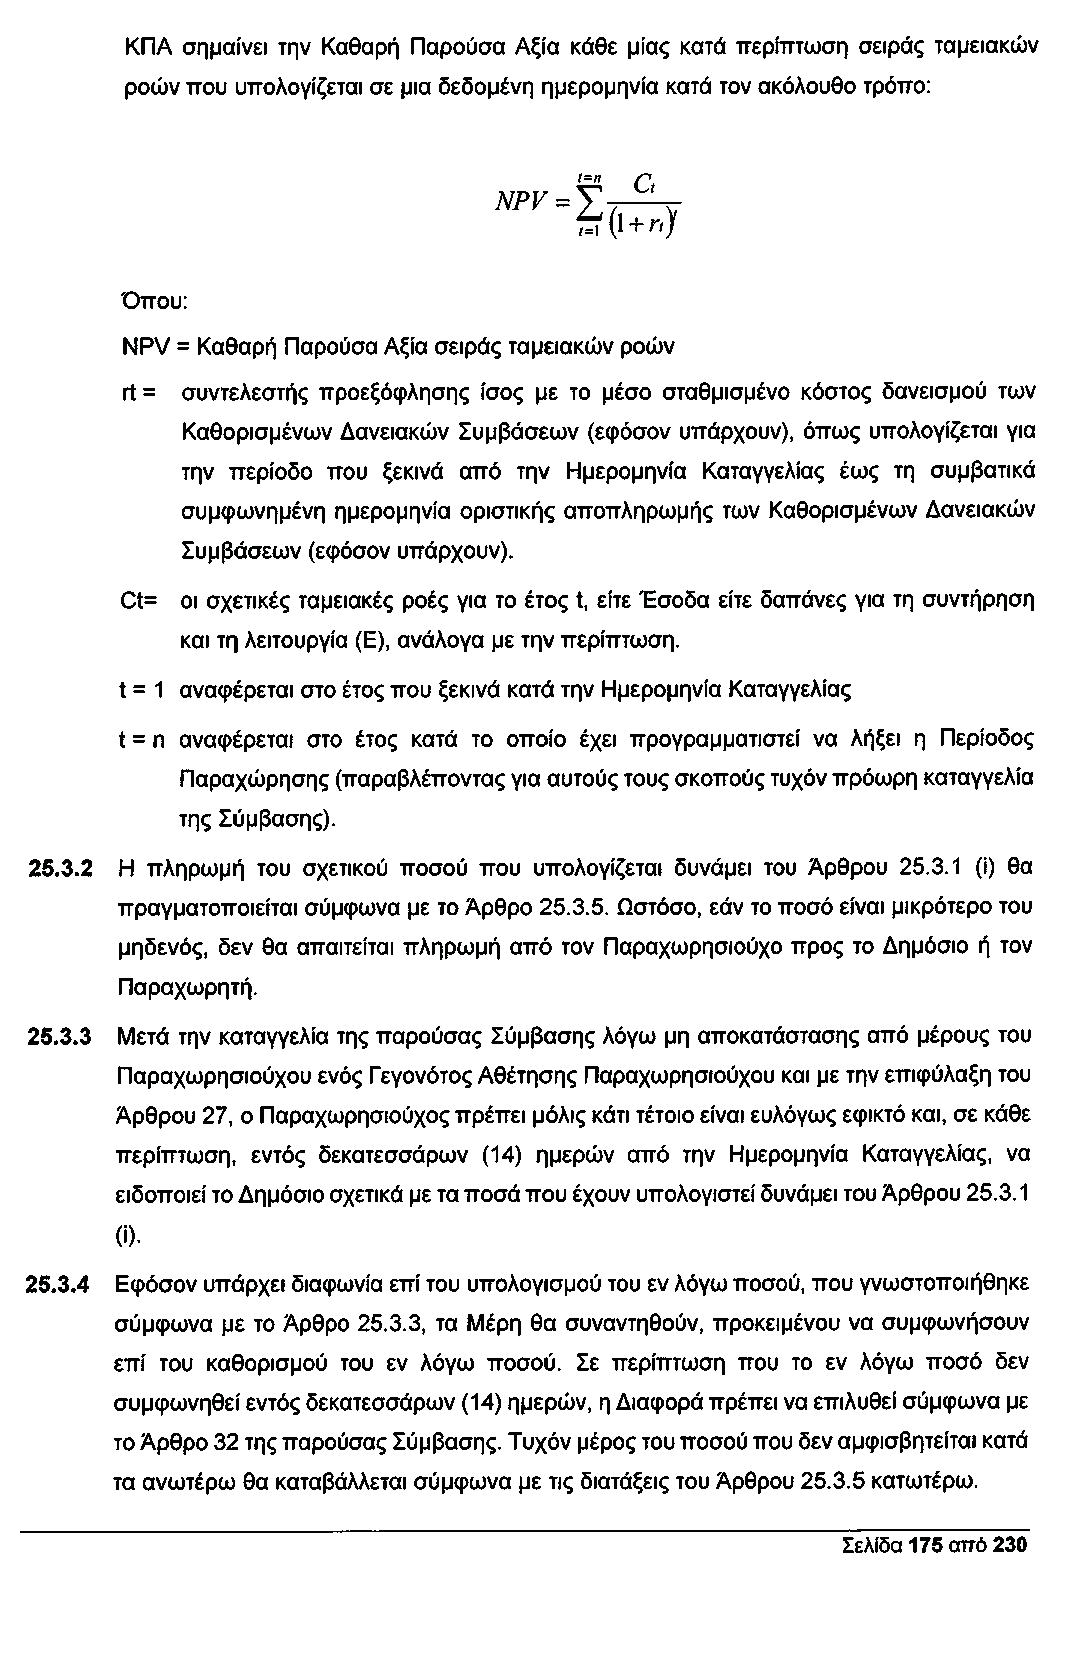 ΚΠΑ σημαίνει την Καθαρή Παρούσα Αξία κάθε μίας κατά περίπτωση σειράς ταμειακών
ροών που υπολογίζεται σε μια δεδομένη ημερομηνία κατά τον ακόλουθο τρόπο:
t=n
NPV = ∑ Ct
t=1 (1 + rt)^t
Όπου:
NPV = Καθαρή Παρούσα Αξία σειράς ταμειακών ροών
rt = συντελεστής προεξόφλησης ίσος με το μέσο σταθμισμένο κόστος δανεισμού των
Καθορισμένων Δανειακών Συμβάσεων (εφόσον υπάρχουν), όπως υπολογίζεται για
την περίοδο που ξεκινά από την Ημερομηνία Καταγγελίας έως τη συμβατικά
συμφωνημένη ημερομηνία οριστικής αποπληρωμής των Καθορισμένων Δανειακών
Συμβάσεων (εφόσον υπάρχουν).
Ct= οι σχετικές ταμειακές ροές για το έτος t, είτε Έσοδα είτε δαπάνες για τη συντήρηση
και τη λειτουργία (Ε), ανάλογα με την περίπτωση.
t = 1 αναφέρεται στο έτος που ξεκινά κατά την Ημερομηνία Καταγγελίας
t = n αναφέρεται στο έτος κατά το οποίο έχει προγραμματιστεί να λήξει η Περίοδος
Παραχώρησης (παραβλέποντας για αυτούς τους σκοπούς τυχόν πρόωρη καταγγελία
της Σύμβασης).
25.3.2 Η πληρωμή του σχετικού ποσού που υπολογίζεται δυνάμει του Άρθρου 25.3.1 (i) θα
πραγματοποιείται σύμφωνα με το Άρθρο 25.3.5. Ωστόσο, εάν το ποσό είναι μικρότερο του
μηδενός, δεν θα απαιτείται πληρωμή από τον Παραχωρησιούχο προς το Δημόσιο ή τον
Παραχωρητή.
25.3.3 Μετά την καταγγελία της παρούσας Σύμβασης λόγω μη αποκατάστασης από μέρους του
Παραχωρησιούχου ενός Γεγονότος Αθέτησης Παραχωρησιούχου και με την επιφύλαξη του
Άρθρου 27, ο Παραχωρησιούχος πρέπει μόλις κάτι τέτοιο είναι ευλόγως εφικτό και, σε κάθε
περίπτωση, εντός δεκατεσσάρων (14) ημερών από την Ημερομηνία Καταγγελίας, να
ειδοποιεί το Δημόσιο σχετικά με τα ποσά που έχουν υπολογιστεί δυνάμει του Άρθρου 25.3.1
(i).
25.3.4 Εφόσον υπάρχει διαφωνία επί του υπολογισμού του εν λόγω ποσού, που γνωστοποιήθηκε
σύμφωνα με το Άρθρο 25.3.3, τα Μέρη θα συναντηθούν, προκειμένου να συμφωνήσουν
επί του καθορισμού του εν λόγω ποσού. Σε περίπτωση που το εν λόγω ποσό δεν
συμφωνηθεί εντός δεκατεσσάρων (14) ημερών, η Διαφορά πρέπει να επιλυθεί σύμφωνα με
το Άρθρο 32 της παρούσας Σύμβασης. Τυχόν μέρος του ποσού που δεν αμφισβητείται κατά
τα ανωτέρω θα καταβάλλεται σύμφωνα με τις διατάξεις του Άρθρου 25.3.5 κατωτέρω.
Σελίδα 175 από 230